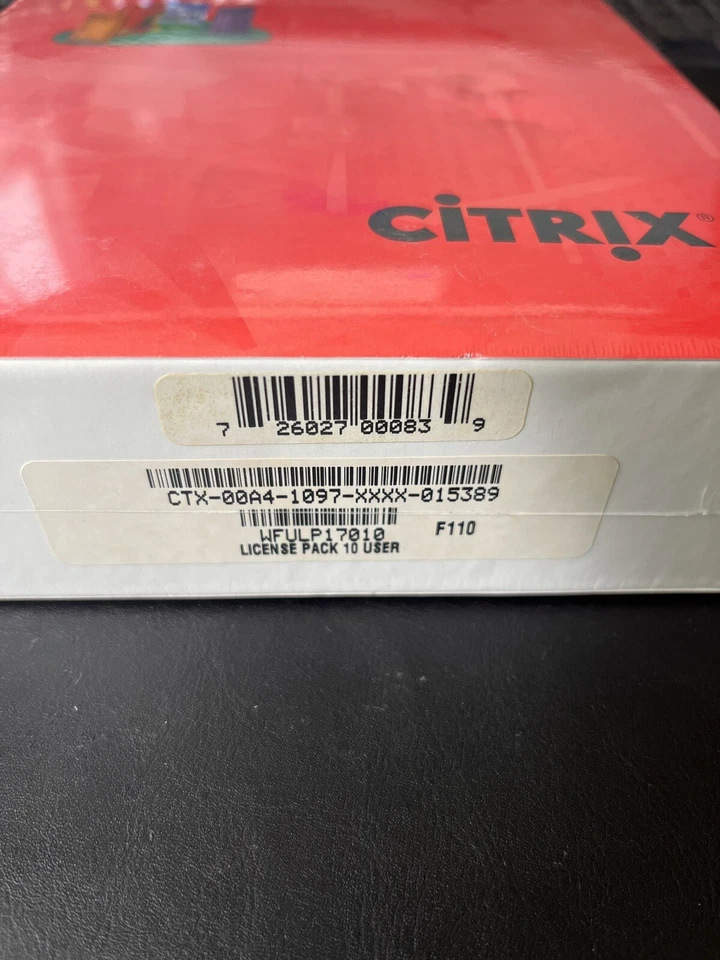 CiTRiX®
7 26027 00083 9
CTX-00A4-1097-XXXX-015389
WFULP17010 F110
LICENSE PACK 10 USER